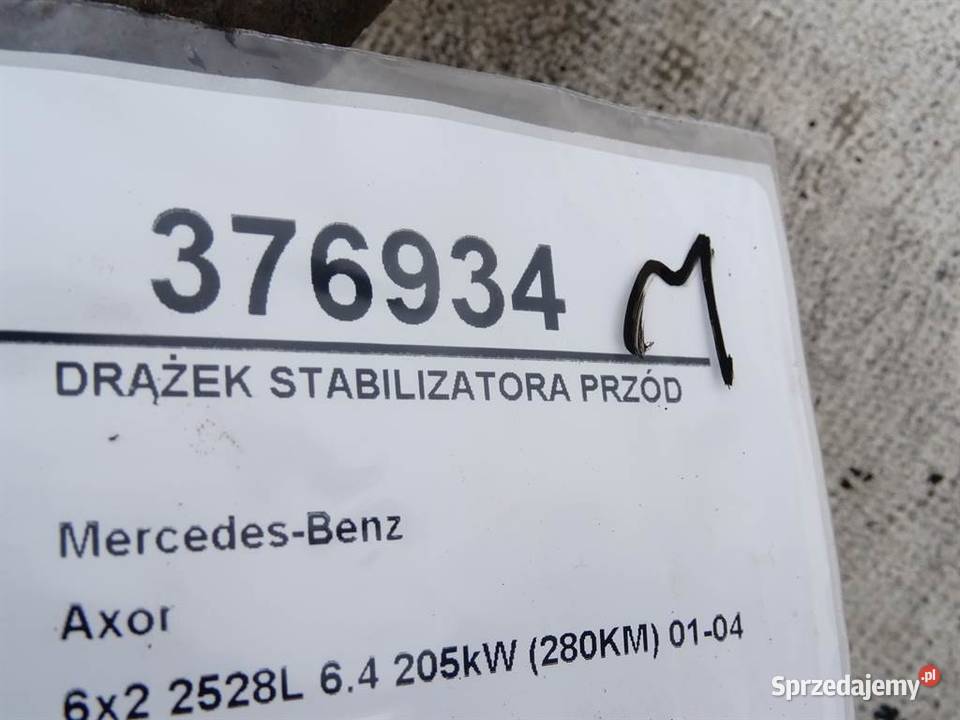 376934 M
DRĄŻEK STABILIZATORA PRZÓD
Mercedes-Benz
Axor
6x2 2528L 6.4 205kW (280KM) 01-04
Sprzedajemy.pl